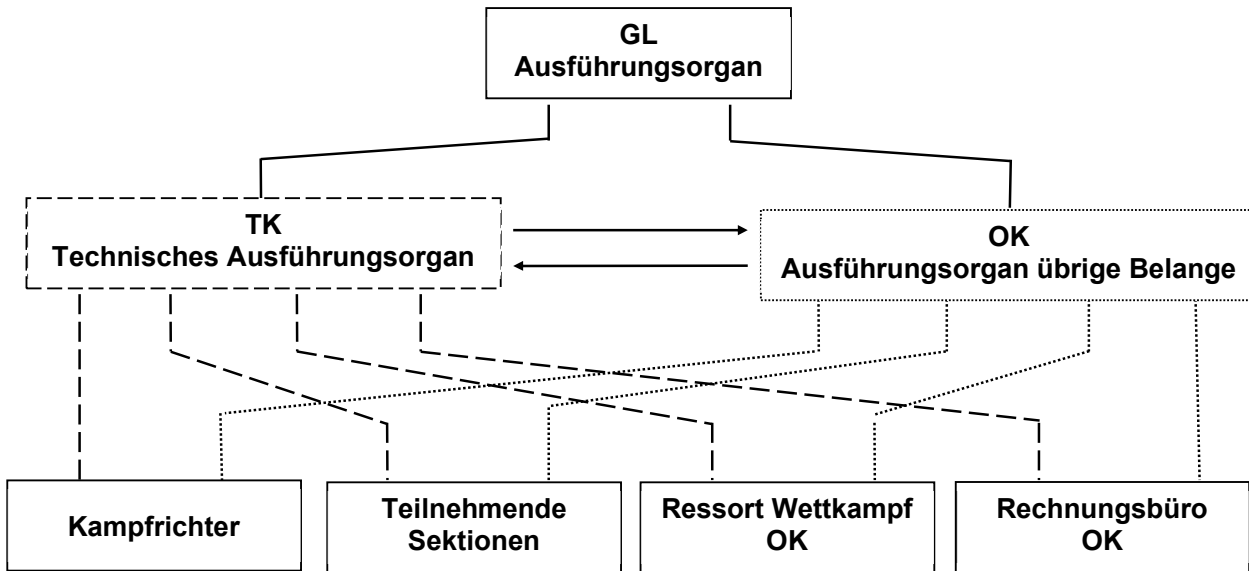 GL
Ausführungsorgan
TK
Technisches Ausführungsorgan
OK
Ausführungsorgan übrige Belange
Kampfrichter
Teilnehmende
Sektionen
Ressort Wettkampf
OK
Rechnungsbüro
OK